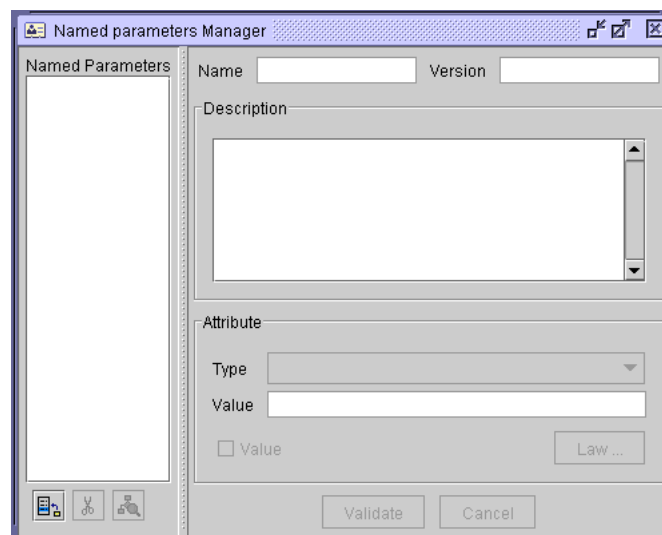 Named parameters Manager
Named Parameters
Name
Version
Description
Attribute
Type
Value
Value
Law ...
Validate
Cancel